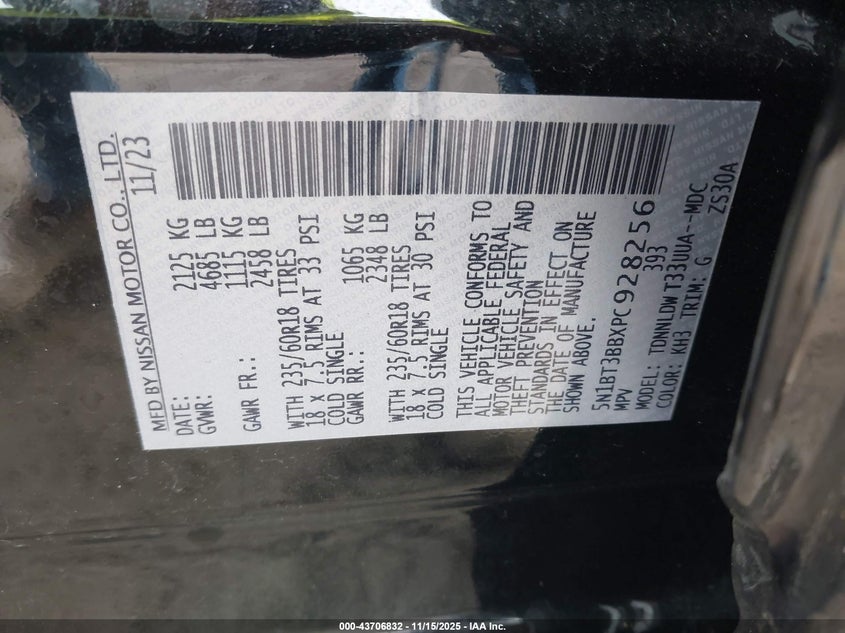 MFD BY NISSAN MOTOR CO., LTD.
DATE: 11/23
GVWR: 2125 KG
4685 LB
GAWR FR.: 1115 KG
2458 LB
WITH 235/60R18 TIRES
18 X 7.5 RIMS AT 33 PSI
COLD SINGLE
GAWR RR.: 1065 KG
2348 LB
WITH 235/60R18 TIRES
18 X 7.5 RIMS AT 30 PSI
COLD SINGLE
THIS VEHICLE CONFORMS TO
ALL APPLICABLE FEDERAL
MOTOR VEHICLE SAFETY AND
THEFT PREVENTION
STANDARDS IN EFFECT ON
THE DATE OF MANUFACTURE
SHOWN ABOVE.
5N1BT3BBXPC928256
MPV 393
MODEL: TDNNLDW T33UUA--MDC
COLOR: KH3 TRIM: G ZS30A
000-43706832 - 11/15/2025 - IAA Inc.